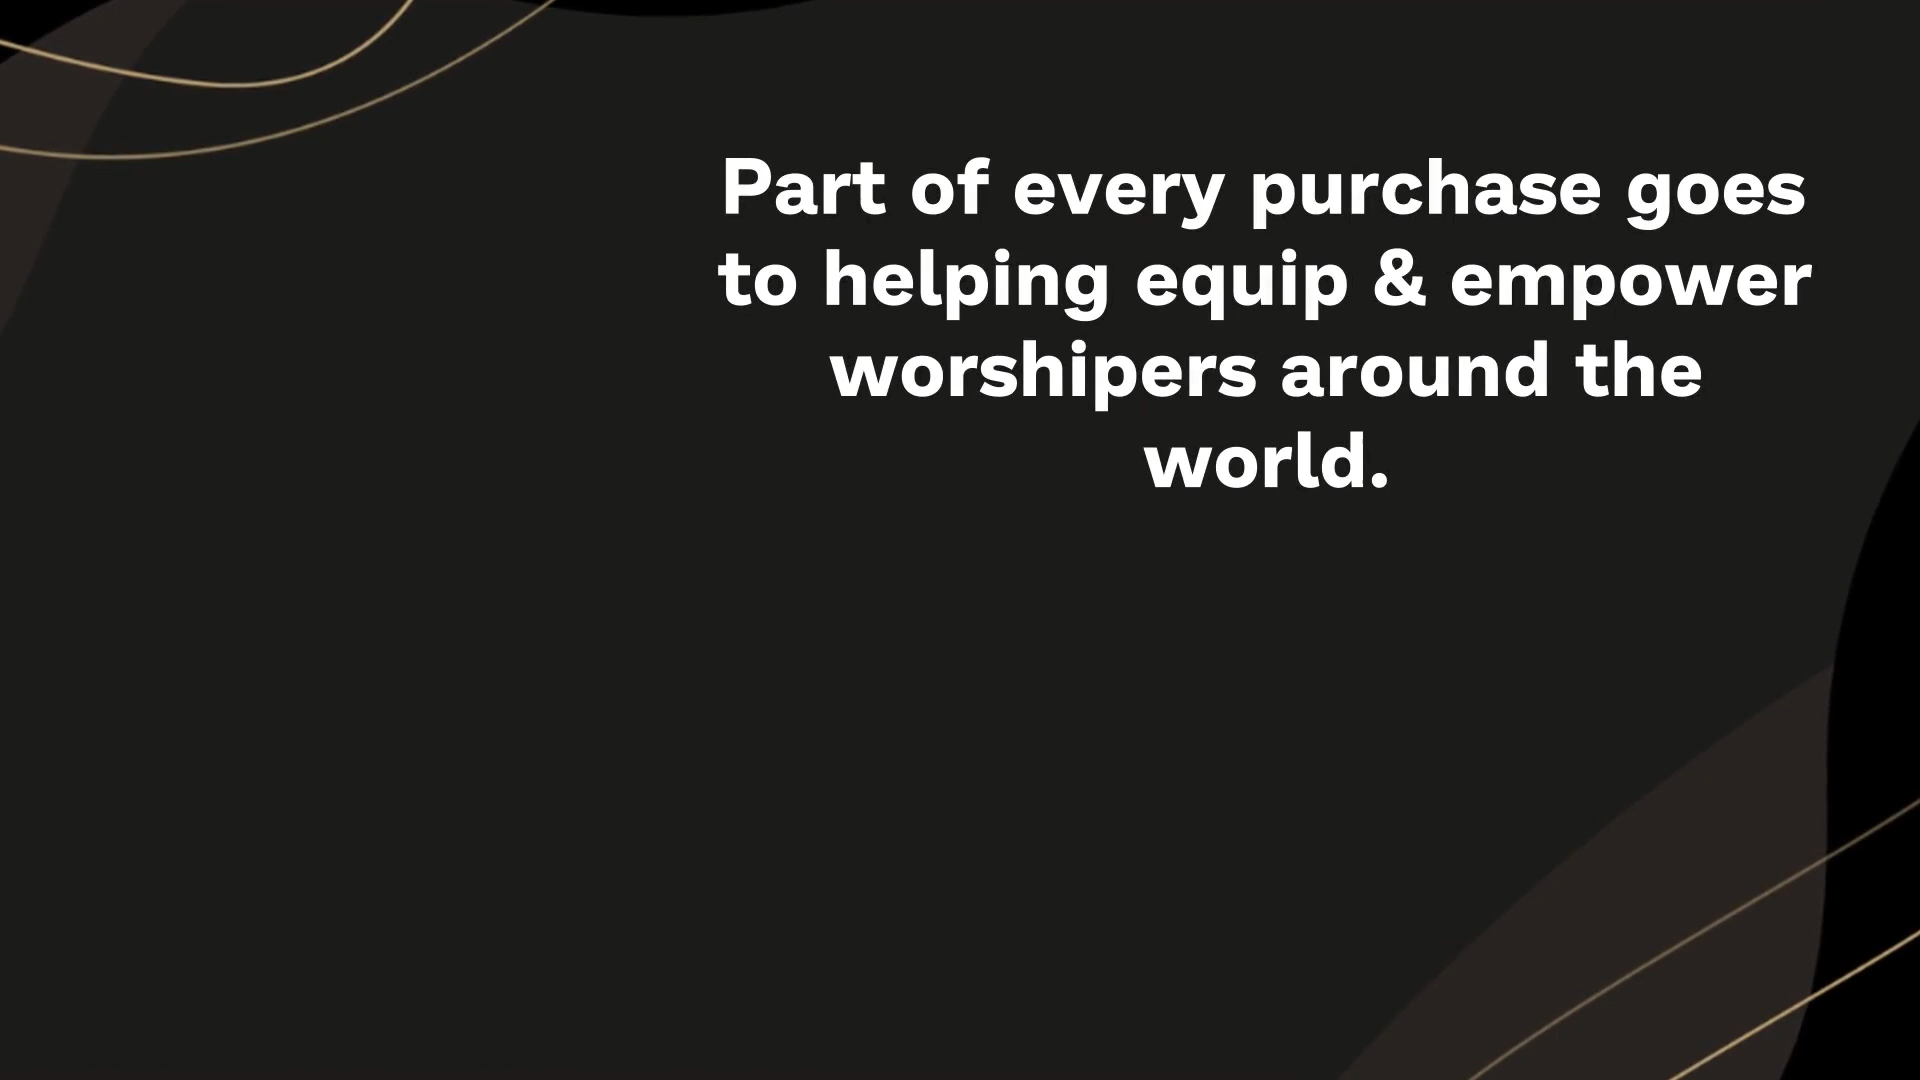 Part of every purchase goes
to helping equip & empower
worshipers around the
world.